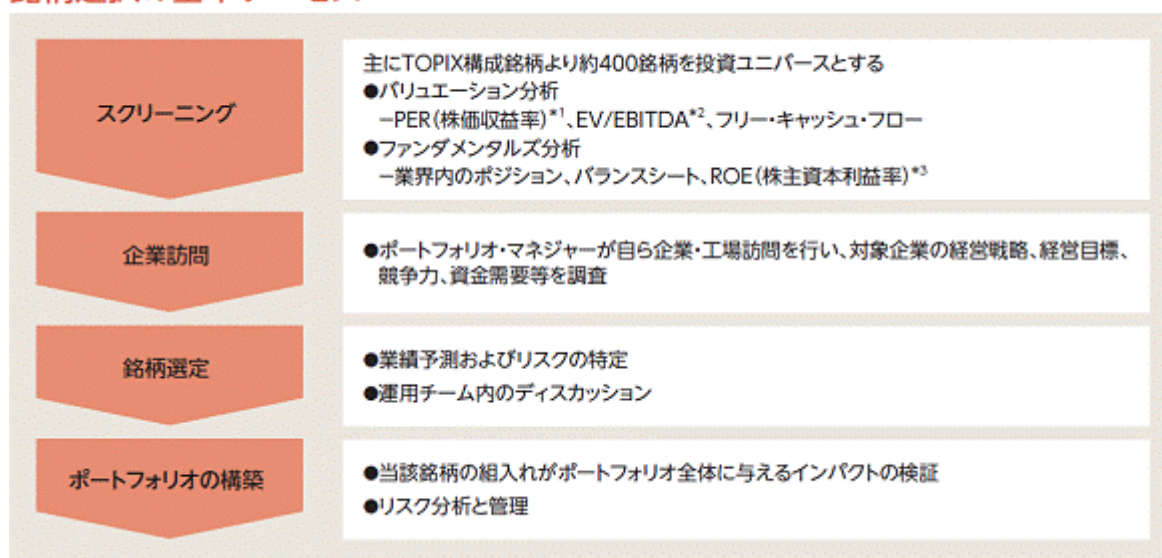 スクリーニング
主にTOPIX構成銘柄より約400銘柄を投資ユニバースとする
●バリュエーション分析
−PER(株価収益率)*1、EV/EBITDA*2、フリー・キャッシュ・フロー
●ファンダメンタルズ分析
−業界内のポジション、バランスシート、ROE(株主資本利益率)*3
企業訪問
●ポートフォリオ・マネジャーが自ら企業・工場訪問を行い、対象企業の経営戦略、経営目標、
競争力、資金需要等を調査
銘柄選定
●業績予測およびリスクの特定
●運用チーム内のディスカッション
ポートフォリオの構築
●当該銘柄の組入れがポートフォリオ全体に与えるインパクトの検証
●リスク分析と管理